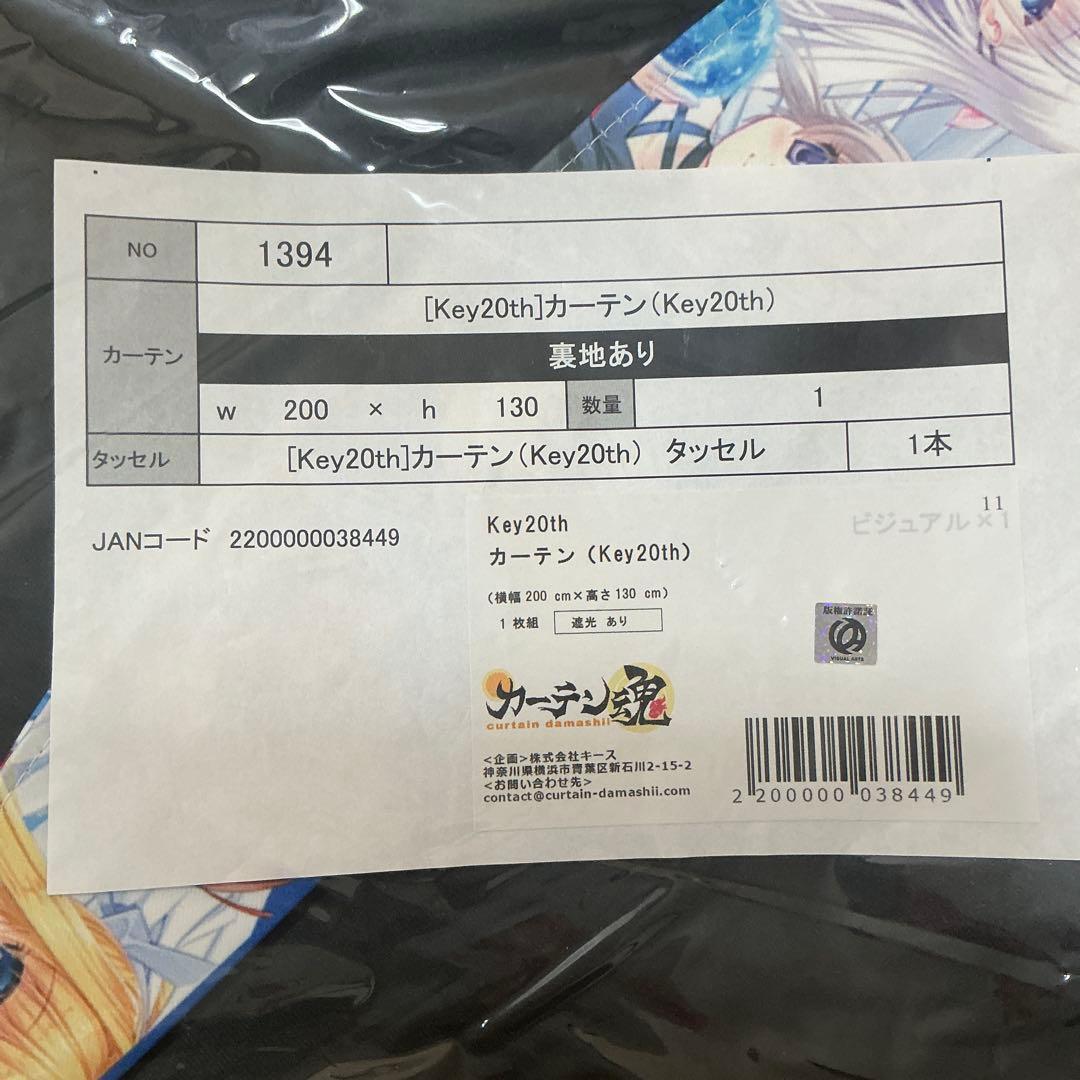 NO 1394
[Key20th]カーテン(Key20th)
カーテン 裏地あり
w 200 × h 130 数量 1
タッセル [Key20th]カーテン(Key20th) タッセル 1本
JANコード 2200000038449
11
ビジュアル×1
Key20th
カーテン (Key20th)
(横幅 200 cm×高さ 130 cm)
1 枚組 遮光 あり
版権許諾証
VISUAL ARTS
カーテン魂
curtain damashii
<企画>株式会社キース
神奈川県横浜市青葉区新石川2-15-2
<お問い合わせ先>
contact@curtain-damashii.com
2 200000 038449